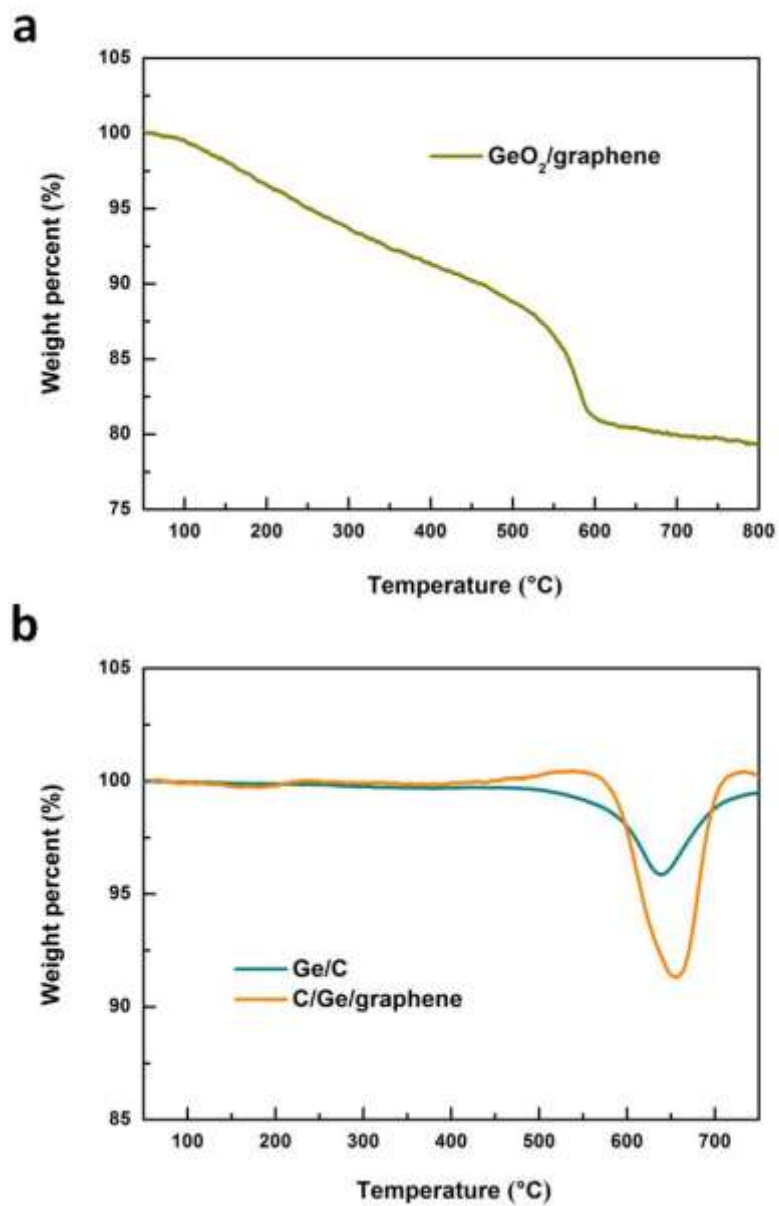 a
105
100
95
90
85
80
75
Weight percent (%)
GeO₂/graphene
100 200 300 400 500 600 700 800
Temperature (°C)
b
105
100
95
90
85
Weight percent (%)
Ge/C
C/Ge/graphene
100 200 300 400 500 600 700
Temperature (°C)